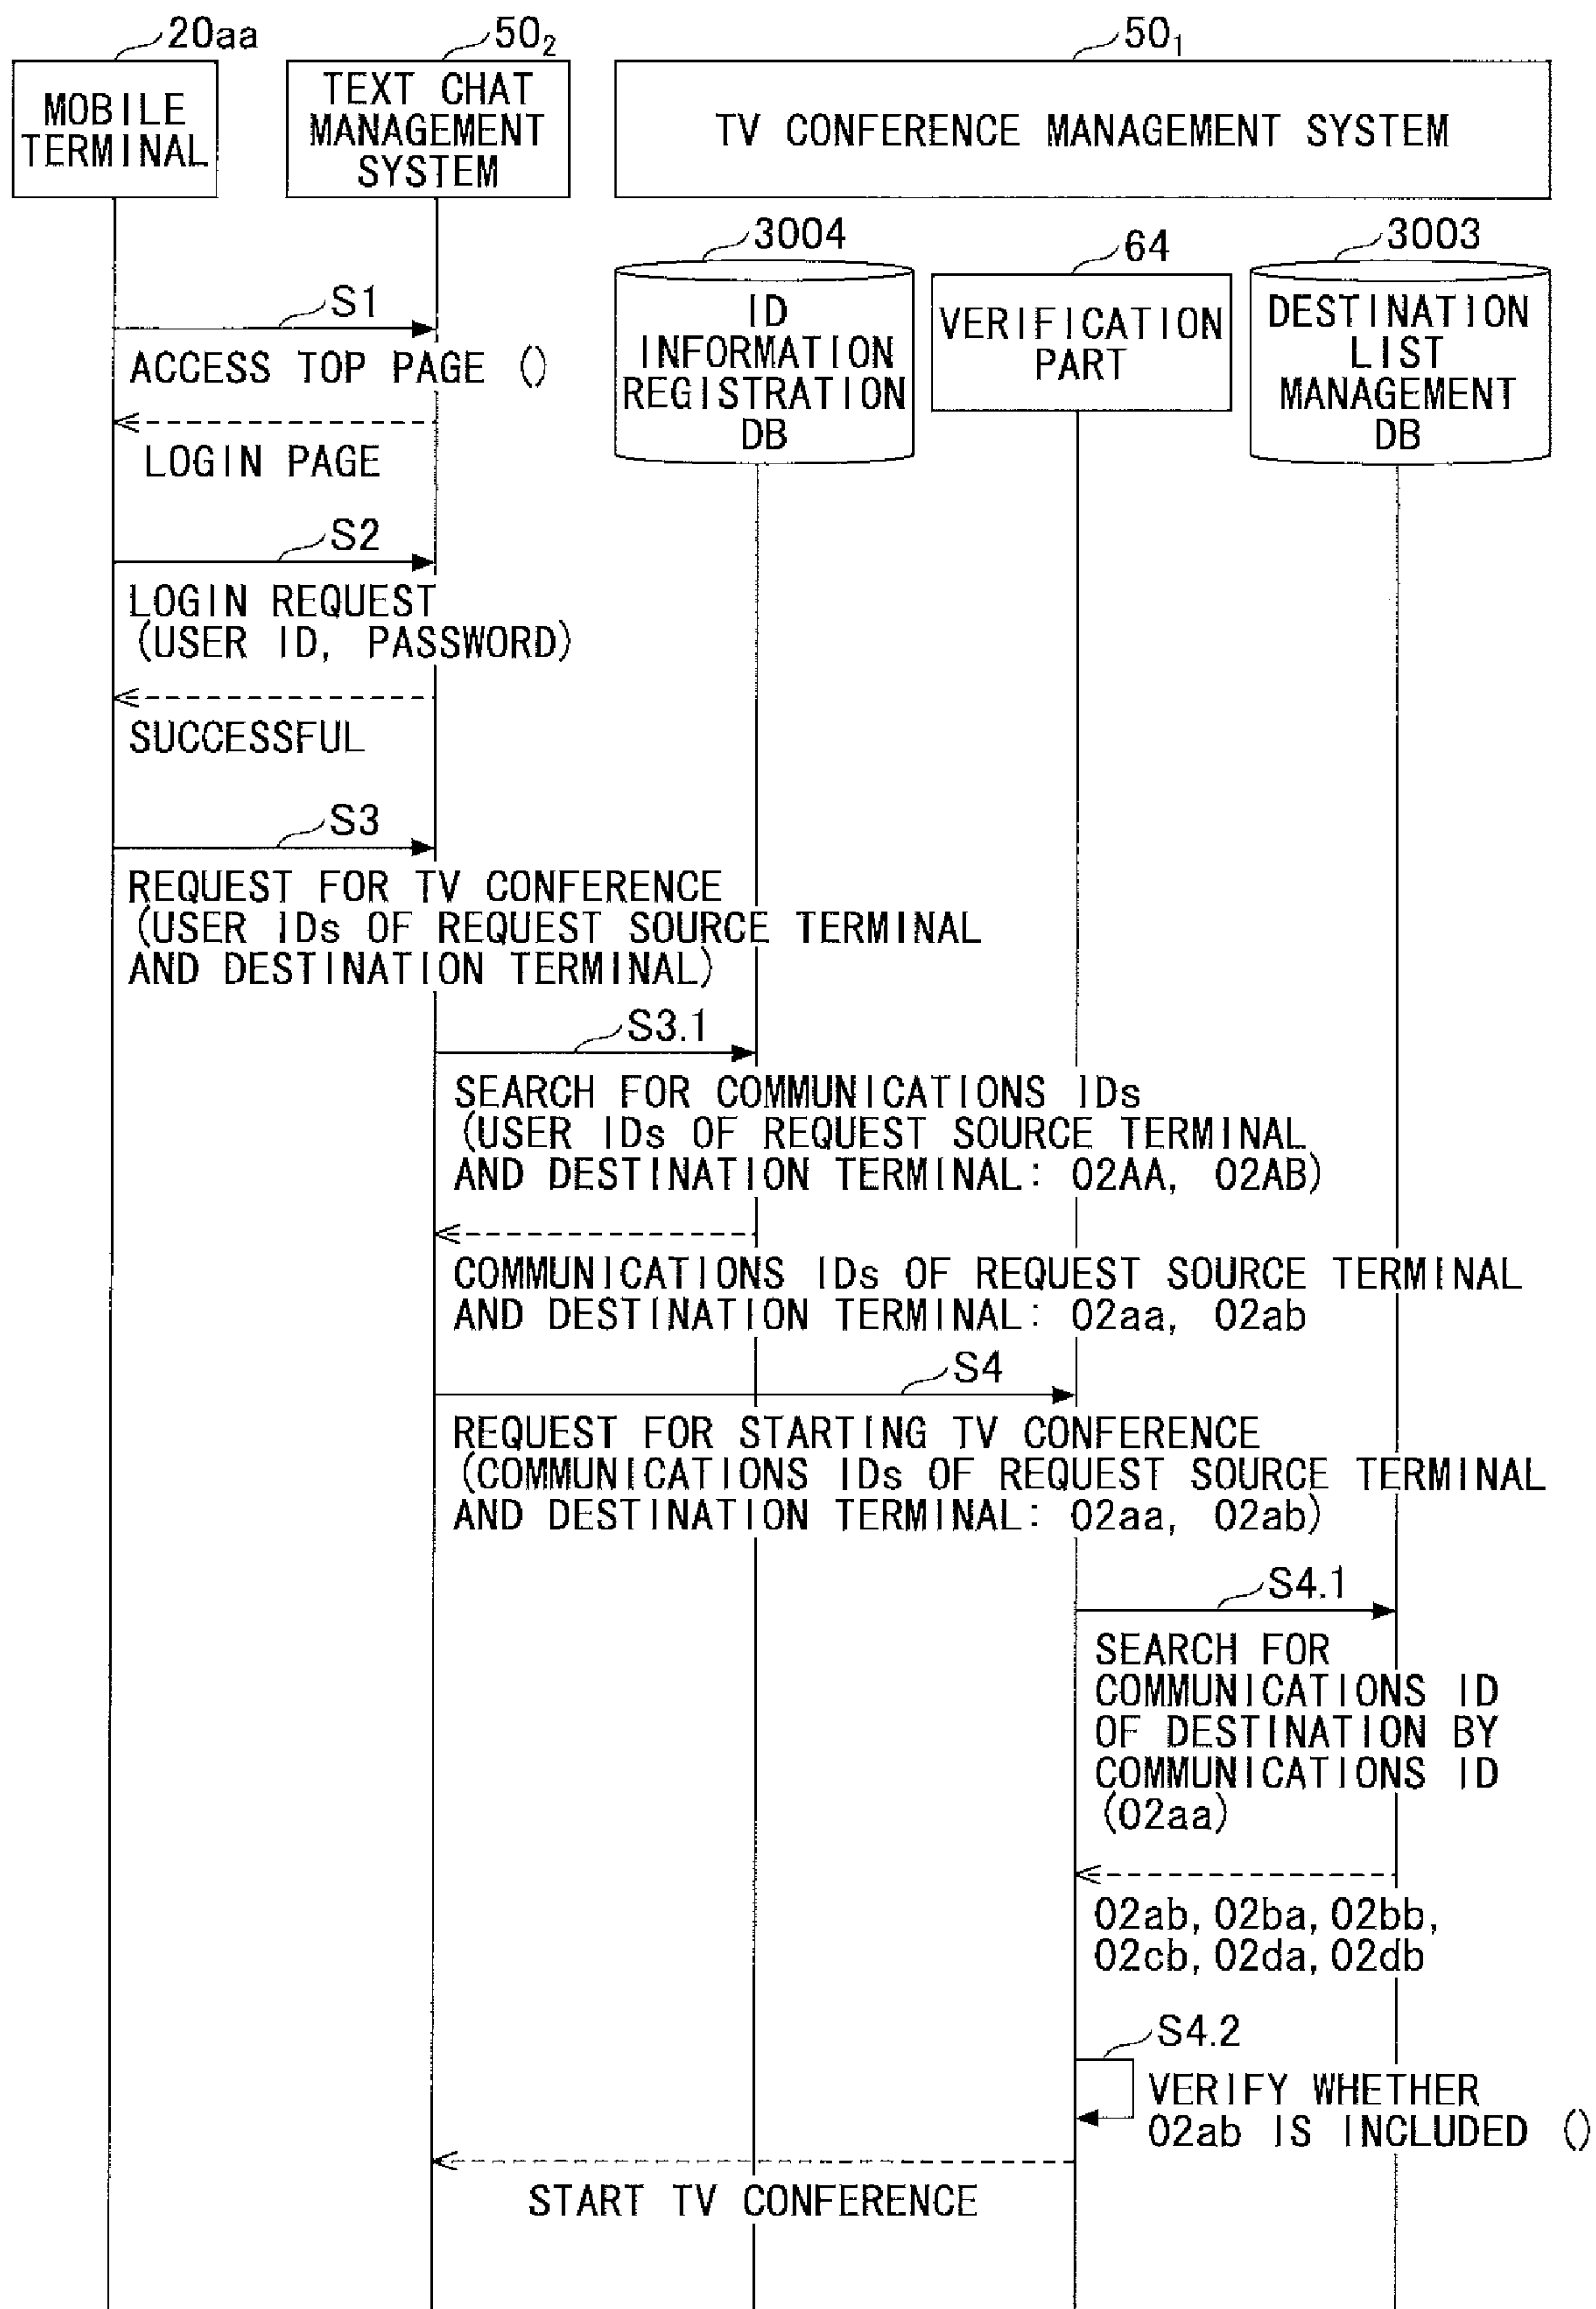 20aa
50₂
50₁
MOBILE
TERMINAL
TEXT CHAT
MANAGEMENT
SYSTEM
TV CONFERENCE MANAGEMENT SYSTEM
3004
64
3003
ID
INFORMATION
REGISTRATION
DB
VERIFICATION
PART
DESTINATION
LIST
MANAGEMENT
DB
S1
ACCESS TOP PAGE ()
LOGIN PAGE
S2
LOGIN REQUEST
(USER ID, PASSWORD)
SUCCESSFUL
S3
REQUEST FOR TV CONFERENCE
(USER IDs OF REQUEST SOURCE TERMINAL
AND DESTINATION TERMINAL)
S3.1
SEARCH FOR COMMUNICATIONS IDs
(USER IDs OF REQUEST SOURCE TERMINAL
AND DESTINATION TERMINAL: 02AA, 02AB)
COMMUNICATIONS IDs OF REQUEST SOURCE TERMINAL
AND DESTINATION TERMINAL: 02aa, 02ab
S4
REQUEST FOR STARTING TV CONFERENCE
(COMMUNICATIONS IDs OF REQUEST SOURCE TERMINAL
AND DESTINATION TERMINAL: 02aa, 02ab)
S4.1
SEARCH FOR
COMMUNICATIONS ID
OF DESTINATION BY
COMMUNICATIONS ID
(02aa)
02ab, 02ba, 02bb,
02cb, 02da, 02db
S4.2
VERIFY WHETHER
02ab IS INCLUDED ()
START TV CONFERENCE